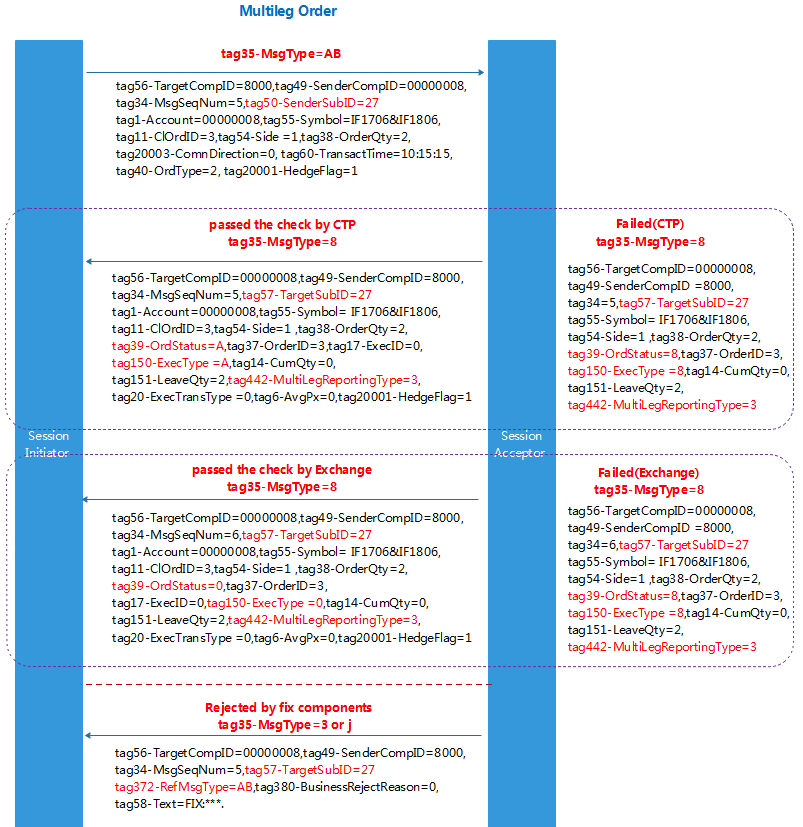 Multileg Order
tag35-MsgType=AB
tag56-TargetCompID=8000,tag49-SenderCompID=00000008,
tag34-MsgSeqNum=5,tag50-SenderSubID=27
tag1-Account=00000008,tag55-Symbol=IF1706&IF1806,
tag11-ClOrdID=3,tag54-Side =1,tag38-OrderQty=2,
tag20003-ComnDirection=0, tag60-TransactTime=10:15:15,
tag40-OrdType=2, tag20001-HedgeFlag=1
passed the check by CTP
tag35-MsgType=8
tag56-TargetCompID=00000008,tag49-SenderCompID=8000,
tag34-MsgSeqNum=5,tag57-TargetSubID=27
tag1-Account=00000008,tag55-Symbol= IF1706&IF1806,
tag11-ClOrdID=3,tag54-Side=1 ,tag38-OrderQty=2,
tag39-OrdStatus=A,tag37-OrderID=3,tag17-ExecID=0,
tag150-ExecType =A,tag14-CumQty=0,
tag151-LeaveQty=2,tag442-MultiLegReportingType=3,
tag20-ExecTransType =0,tag6-AvgPx=0,tag20001-HedgeFlag=1
Failed(CTP)
tag35-MsgType=8
tag56-TargetCompID=00000008,
tag49-SenderCompID =8000,
tag34=5,tag57-TargetSubID=27
tag55-Symbol= IF1706&IF1806,
tag54-Side=1 ,tag38-OrderQty=2,
tag39-OrdStatus=8,tag37-OrderID=3,
tag150-ExecType =8,tag14-CumQty=0,
tag151-LeaveQty=2,
tag442-MultiLegReportingType=3
Session
Initiator
Session
Acceptor
passed the check by Exchange
tag35-MsgType=8
tag56-TargetCompID=00000008,tag49-SenderCompID=8000,
tag34-MsgSeqNum=6,tag57-TargetSubID=27
tag1-Account=00000008,tag55-Symbol= IF1706&IF1806,
tag11-ClOrdID=3,tag54-Side=1 ,tag38-OrderQty=2,
tag39-OrdStatus=0,tag37-OrderID=3,
tag17-ExecID=0,tag150-ExecType =0,tag14-CumQty=0,
tag151-LeaveQty=2,tag442-MultiLegReportingType=3,
tag20-ExecTransType =0,tag6-AvgPx=0,tag20001-HedgeFlag=1
Failed(Exchange)
tag35-MsgType=8
tag56-TargetCompID=00000008,
tag49-SenderCompID =8000,
tag34=6,tag57-TargetSubID=27
tag55-Symbol= IF1706&IF1806,
tag54-Side=1 ,tag38-OrderQty=2,
tag39-OrdStatus=8,tag37-OrderID=3,
tag150-ExecType =8,tag14-CumQty=0,
tag151-LeaveQty=2,
tag442-MultiLegReportingType=3
Rejected by fix components
tag35-MsgType=3 or j
tag56-TargetCompID=00000008,tag49-SenderCompID=8000,
tag34-MsgSeqNum=5,tag57-TargetSubID=27
tag372-RefMsgType=AB,tag380-BusinessRejectReason=0,
tag58-Text=FIX:***.